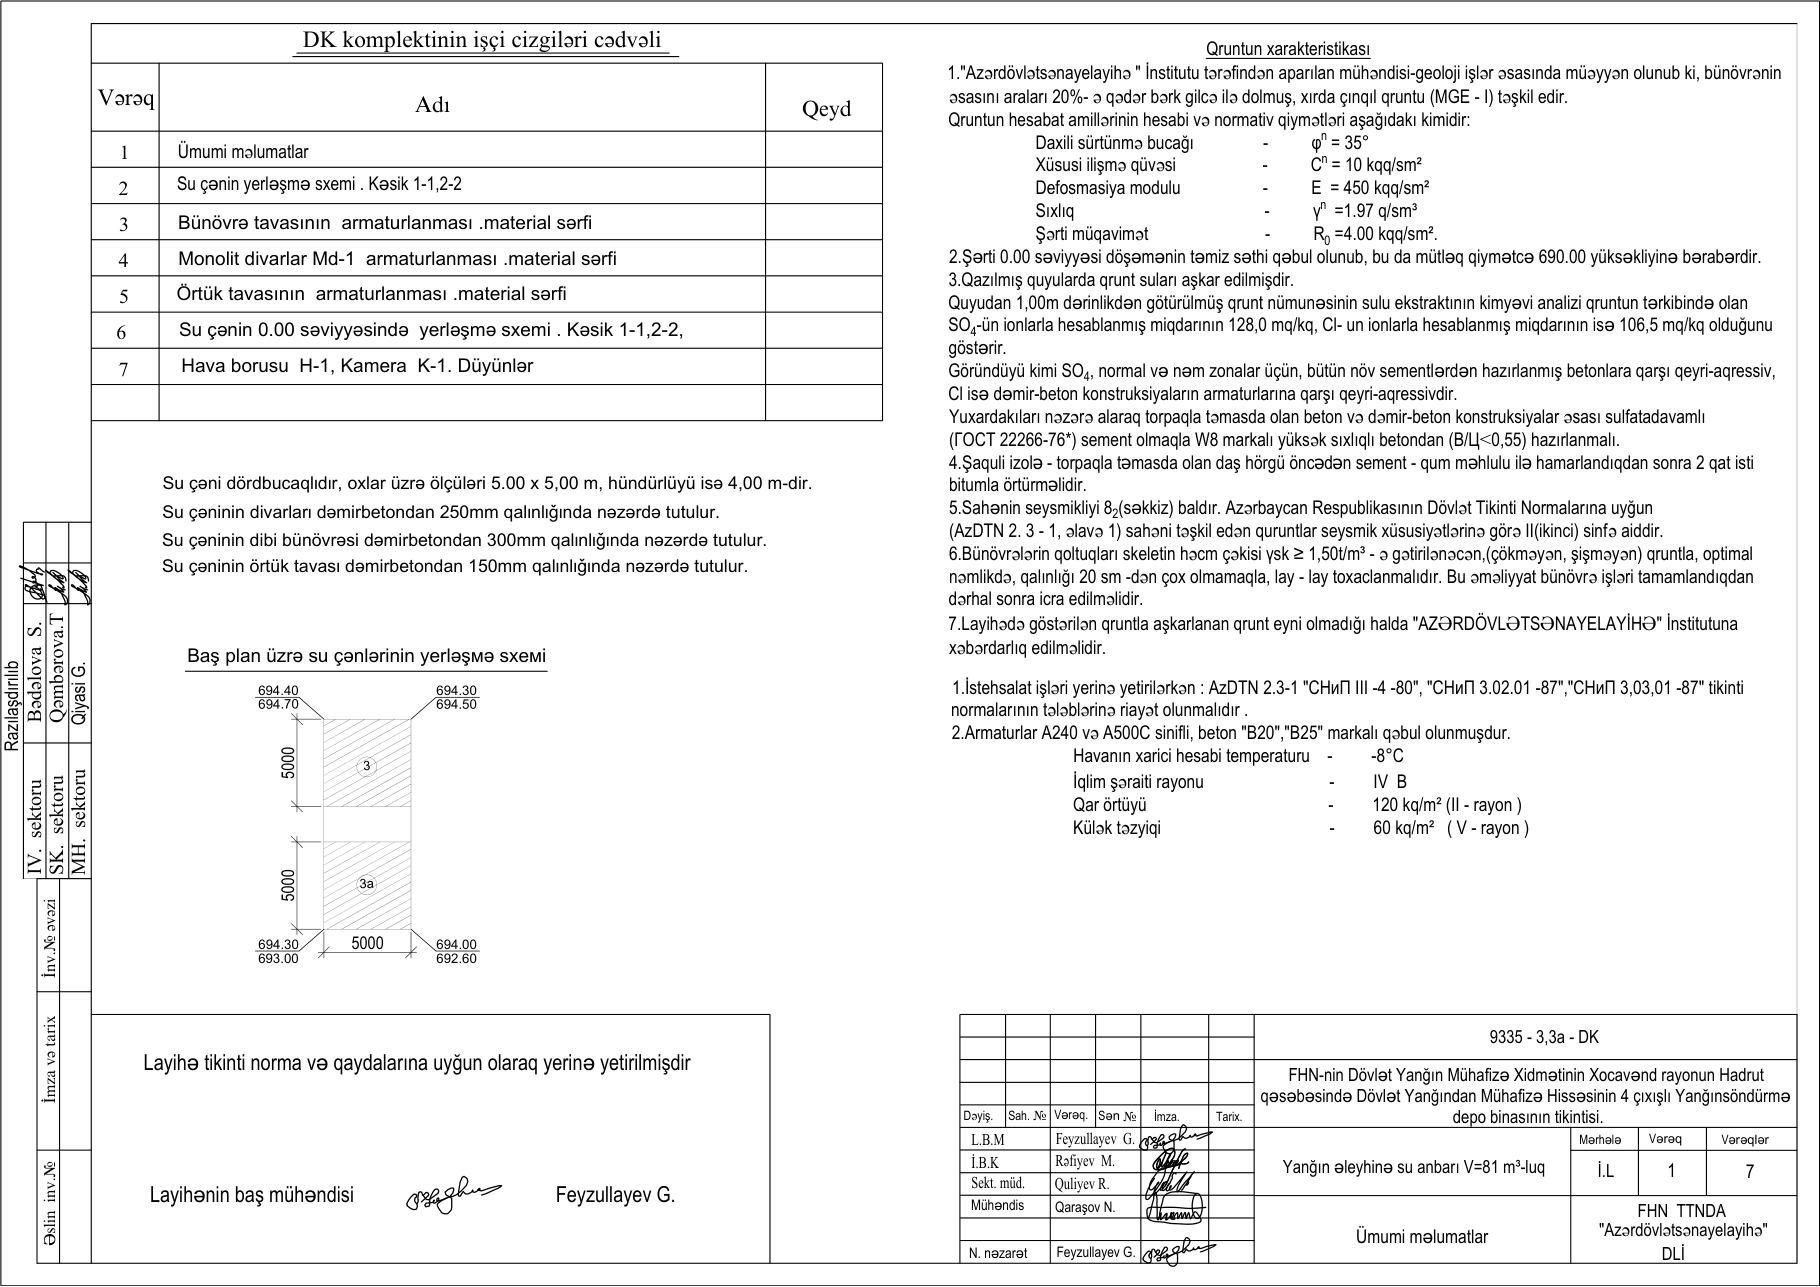 DK komplektinin işçi cizgiləri cədvəli
Vərəq Adı Qeyd
1 Ümumi məlumatlar
2 Su çənin yerləşmə sxemi . Kəsik 1-1,2-2
3 Bünövrə tavasının armaturlanması .material sərfi
4 Monolit divarlar Md-1 armaturlanması .material sərfi
5 Örtük tavasının armaturlanması .material sərfi
6 Su çənin 0.00 səviyyəsində yerləşmə sxemi . Kəsik 1-1,2-2,
7 Hava borusu H-1, Kamera K-1. Düyünlər
Su çəni dördbucaqlıdır, oxlar üzrə ölçüləri 5.00 x 5,00 m, hündürlüyü isə 4,00 m-dir.
Su çəninin divarları dəmirbetondan 250mm qalınlığında nəzərdə tutulur.
Su çəninin dibi bünövrəsi dəmirbetondan 300mm qalınlığında nəzərdə tutulur.
Su çəninin örtük tavası dəmirbetondan 150mm qalınlığında nəzərdə tutulur.
Baş plan üzrə su çənlərinin yerləşмə sxeмi
694.40 694.30
694.70 694.50
5000 3
5000 3a
694.30 5000 694.00
693.00 692.60
Layihə tikinti norma və qaydalarına uyğun olaraq yerinə yetirilmişdir
Layihənin baş mühəndisi Feyzullayev G.
Razılaşdırılıb
IV. sektoru Bədəlova S.
SK. sektoru Qəmbərova.T
MH. sektoru Qiyasi G.
İnv.№ əvəzi
İmza və tarix
Əslin inv.№
Qruntun xarakteristikası
1."Azərdövlətsənayelayihə " İnstitutu tərəfindən aparılan mühəndisi-geoloji işlər əsasında müəyyən olunub ki, bünövrənin
əsasını araları 20%- ə qədər bərk gilcə ilə dolmuş, xırda çınqıl qruntu (MGE - I) təşkil edir.
Qruntun hesabat amillərinin hesabi və normativ qiymətləri aşağıdakı kimidir:
Daxili sürtünmə bucağı - φⁿ = 35°
Xüsusi ilişmə qüvəsi - Cⁿ = 10 kqq/sm²
Defosmasiya modulu - E = 450 kqq/sm²
Sıxlıq - γⁿ =1.97 q/sm³
Şərti müqavimət - R₀ =4.00 kqq/sm².
2.Şərti 0.00 səviyyəsi döşəmənin təmiz səthi qəbul olunub, bu da mütləq qiymətcə 690.00 yüksəkliyinə bərabərdir.
3.Qazılmış quyularda qrunt suları aşkar edilmişdir.
Quyudan 1,00m dərinlikdən götürülmüş qrunt nümunəsinin sulu ekstraktının kimyəvi analizi qruntun tərkibində olan
SO₄-ün ionlarla hesablanmış miqdarının 128,0 mq/kq, Cl- un ionlarla hesablanmış miqdarının isə 106,5 mq/kq olduğunu
göstərir.
Göründüyü kimi SO₄, normal və nəm zonalar üçün, bütün növ sementlərdən hazırlanmış betonlara qarşı qeyri-aqressiv,
Cl isə dəmir-beton konstruksiyaların armaturlarına qarşı qeyri-aqressivdir.
Yuxardakıları nəzərə alaraq torpaqla təmasda olan beton və dəmir-beton konstruksiyalar əsası sulfatadavamlı
(ГОСТ 22266-76*) sement olmaqla W8 markalı yüksək sıxlıqlı betondan (В/Ц<0,55) hazırlanmalı.
4.Şaquli izolə - torpaqla təmasda olan daş hörgü öncədən sement - qum məhlulu ilə hamarlandıqdan sonra 2 qat isti
bitumla örtürməlidir.
5.Sahənin seysmikliyi 8₂(səkkiz) baldır. Azərbaycan Respublikasının Dövlət Tikinti Normalarına uyğun
(AzDTN 2. 3 - 1, əlavə 1) sahəni təşkil edən quruntlar seysmik xüsusiyətlərinə görə II(ikinci) sinfə aiddir.
6.Bünövrələrin qoltuqları skeletin həcm çəkisi γsk ≥ 1,50t/m³ - ə gətirilənəcən,(çökməyən, şişməyən) qruntla, optimal
nəmlikdə, qalınlığı 20 sm -dən çox olmamaqla, lay - lay toxaclanmalıdır. Bu əməliyyat bünövrə işləri tamamlandıqdan
dərhal sonra icra edilməlidir.
7.Layihədə göstərilən qruntla aşkarlanan qrunt eyni olmadığı halda "AZƏRDÖVLƏTSƏNAYELAYİHƏ" İnstitutuna
xəbərdarlıq edilməlidir.
1.İstehsalat işləri yerinə yetirilərkən : AzDTN 2.3-1 "СНиП III -4 -80", "СНиП 3.02.01 -87","СНиП 3,03,01 -87" tikinti
normalarının tələblərinə riayət olunmalıdır .
2.Armaturlar A240 və A500C sinifli, beton "B20","B25" markalı qəbul olunmuşdur.
Havanın xarici hesabi temperaturu - -8°C
İqlim şəraiti rayonu - IV B
Qar örtüyü - 120 kq/m² (II - rayon )
Külək təzyiqi - 60 kq/m² ( V - rayon )
9335 - 3,3a - DK
FHN-nin Dövlət Yanğın Mühafizə Xidmətinin Xocavənd rayonun Hadrut
qəsəbəsində Dövlət Yanğından Mühafizə Hissəsinin 4 çıxışlı Yanğınsöndürmə
depo binasının tikintisi.
Dəyiş. Sah. № Vərəq. Sən № İmza. Tarix.
L.B.M Feyzullayev G.
İ.B.K Rəfiyev M.
Sekt. müd. Quliyev R.
Mühəndis Qaraşov N.
N. nəzarət Feyzullayev G.
Yanğın əleyhinə su anbarı V=81 m³-luq
Mərhələ Vərəq Vərəqlər
İ.L 1 7
Ümumi məlumatlar
FHN TTNDA
"Azərdövlətsənayelayihə"
DLİ